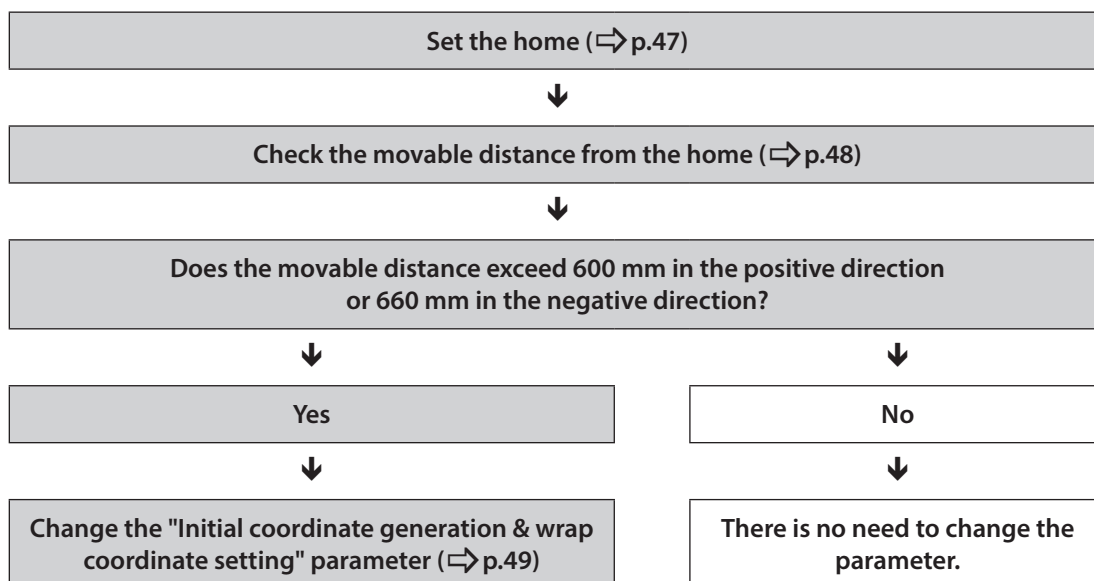 Set the home (⇨ p.47)
Check the movable distance from the home (⇨ p.48)
Does the movable distance exceed 600 mm in the positive direction
or 660 mm in the negative direction?
Yes
No
Change the "Initial coordinate generation & wrap
coordinate setting" parameter (⇨ p.49)
There is no need to change the
parameter.